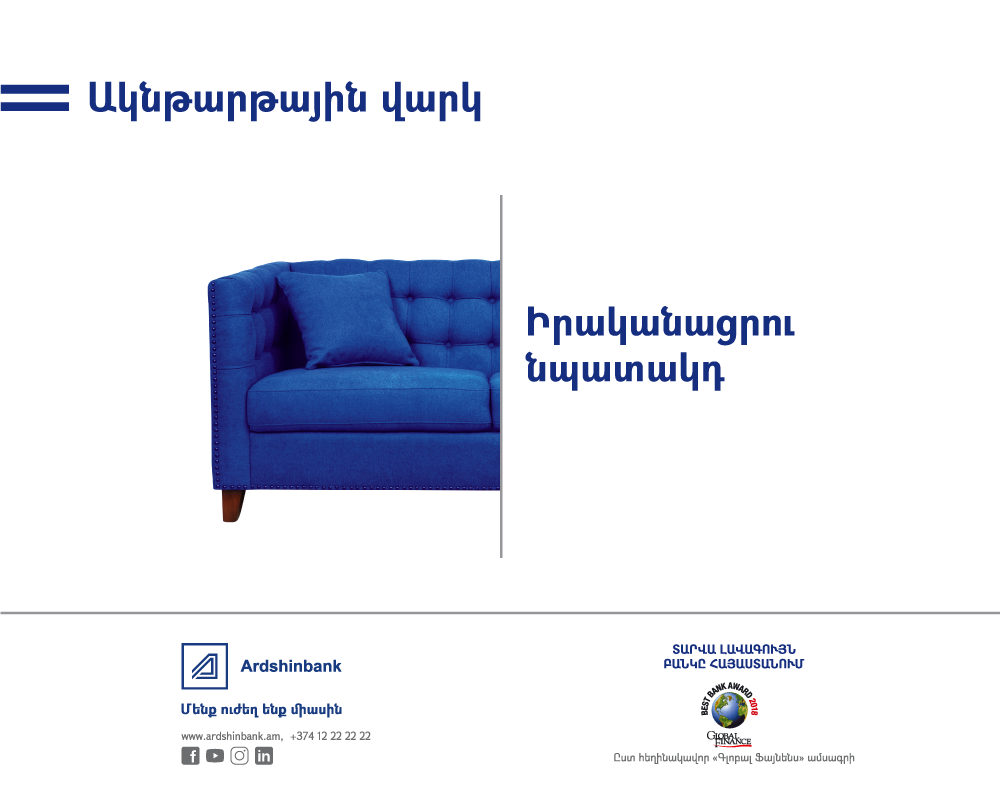 Ակնթարթային վարկ
Իրականացրու
նպատակդ
Ardshinbank
Մենք ուժեղ ենք միասին
www.ardshinbank.am, +374 12 22 22 22
ՏԱՐՎԱ ԼԱՎԱԳՈՒՅՆ
ԲԱՆԿԸ ՀԱՅԱՍՏԱՆՈՒՄ
BEST BANK AWARD 2018
GLOBAL
FINANCE
Ըստ հեղինակավոր «Գլոբալ Ֆայնենս» ամսագրի